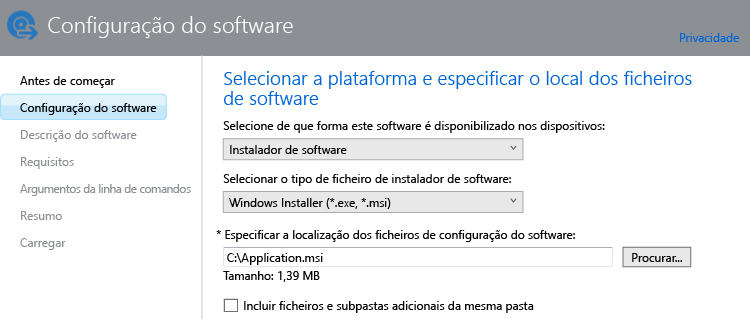 Configuração do software
Privacidade
Antes de começar
Configuração do software
Descrição do software
Requisitos
Argumentos da linha de comandos
Resumo
Carregar
Selecionar a plataforma e especificar o local dos ficheiros
de software
Selecione de que forma este software é disponibilizado nos dispositivos:
Instalador de software
Selecionar o tipo de ficheiro de instalador de software:
Windows Installer (*.exe, *.msi)
* Especificar a localização dos ficheiros de configuração do software:
C:\Application.msi
Procurar...
Tamanho: 1,39 MB
Incluir ficheiros e subpastas adicionais da mesma pasta